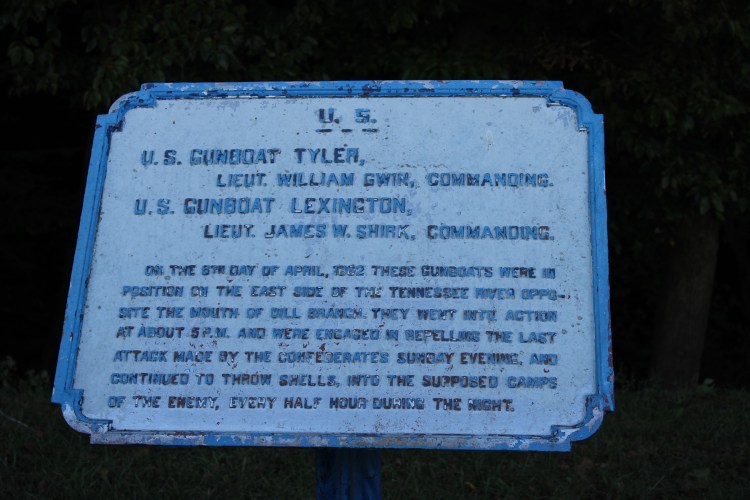 U. S.
U. S. GUNBOAT TYLER,
LIEUT. WILLIAM GWIN, COMMANDING.
U. S. GUNBOAT LEXINGTON,
LIEUT. JAMES W. SHIRK, COMMANDING.
ON THE 6TH DAY OF APRIL, 1862 THESE GUNBOATS WERE IN
POSITION ON THE EAST SIDE OF THE TENNESSEE RIVER OPPO-
SITE THE MOUTH OF DILL BRANCH. THEY WENT INTO ACTION
AT ABOUT 5 P.M. AND WERE ENGAGED IN REPELLING THE LAST
ATTACK MADE BY THE CONFEDERATES SUNDAY EVENING, AND
CONTINUED TO THROW SHELLS, INTO THE SUPPOSED CAMPS
OF THE ENEMY, EVERY HALF HOUR DURING THE NIGHT.